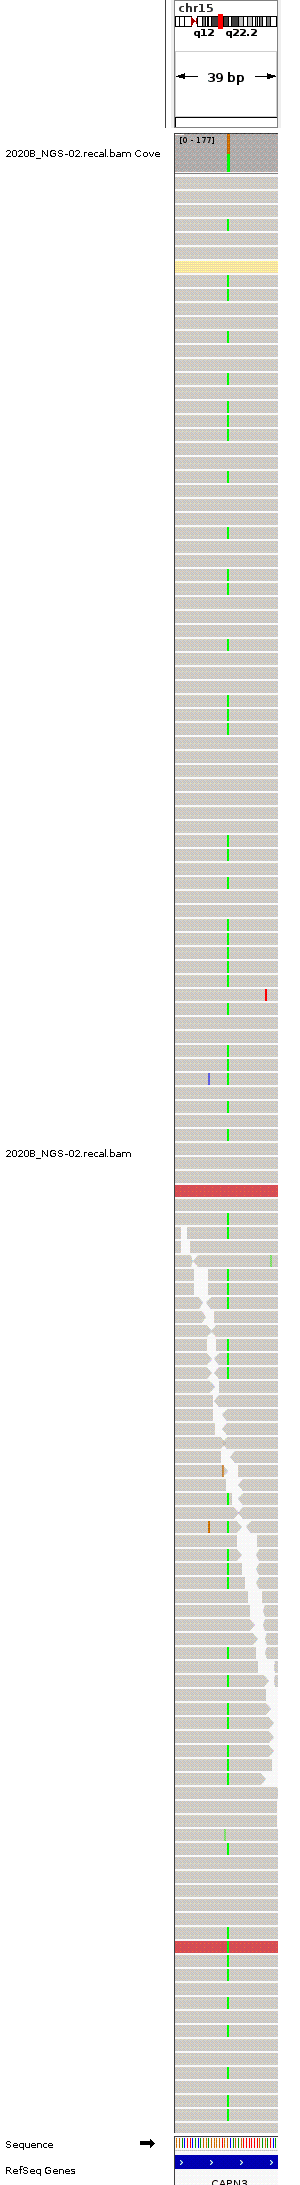 chr15
q12 q22.2
39 bp
[0 - 177]
2020B_NGS-02.recal.bam Cove
2020B_NGS-02.recal.bam
Sequence
RefSeq Genes
CAPN3